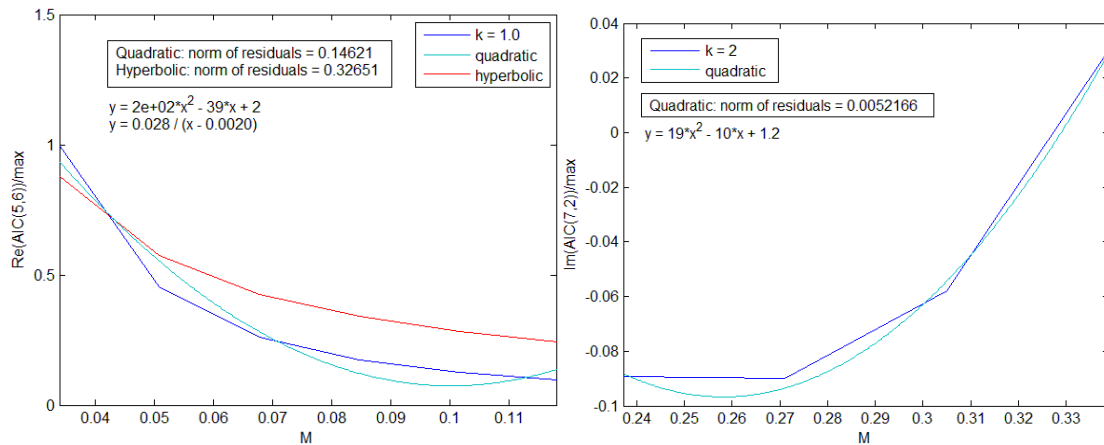 1.5
1
0.5
0
Re(AIC(5,6))/max
Quadratic: norm of residuals = 0.14621
Hyperbolic: norm of residuals = 0.32651
y = 2e+02*x^2 - 39*x + 2
y = 0.028 / (x - 0.0020)
k = 1.0
quadratic
hyperbolic
0.04 0.05 0.06 0.07 0.08 0.09 0.1 0.11
M
0.04
0.02
0
-0.02
-0.04
-0.06
-0.08
-0.1
Im(AIC(7,2))/max
k = 2
quadratic
Quadratic: norm of residuals = 0.0052166
y = 19*x^2 - 10*x + 1.2
0.24 0.25 0.26 0.27 0.28 0.29 0.3 0.31 0.32 0.33
M